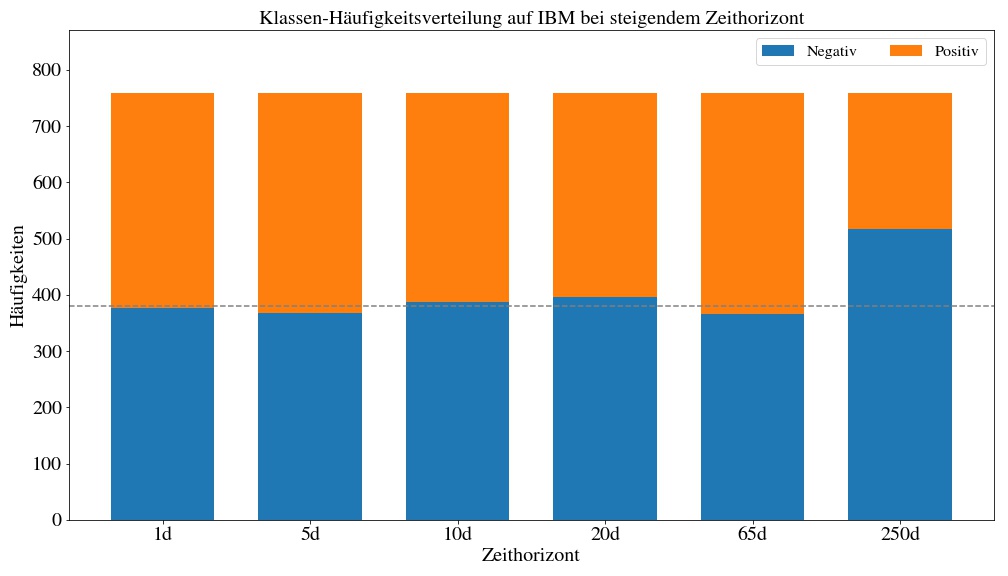 Klassen-Häufigkeitsverteilung auf IBM bei steigendem Zeithorizont
Negativ Positiv
800
700
600
500
400
300
200
100
0
Häufigkeiten
1d 5d 10d 20d 65d 250d
Zeithorizont